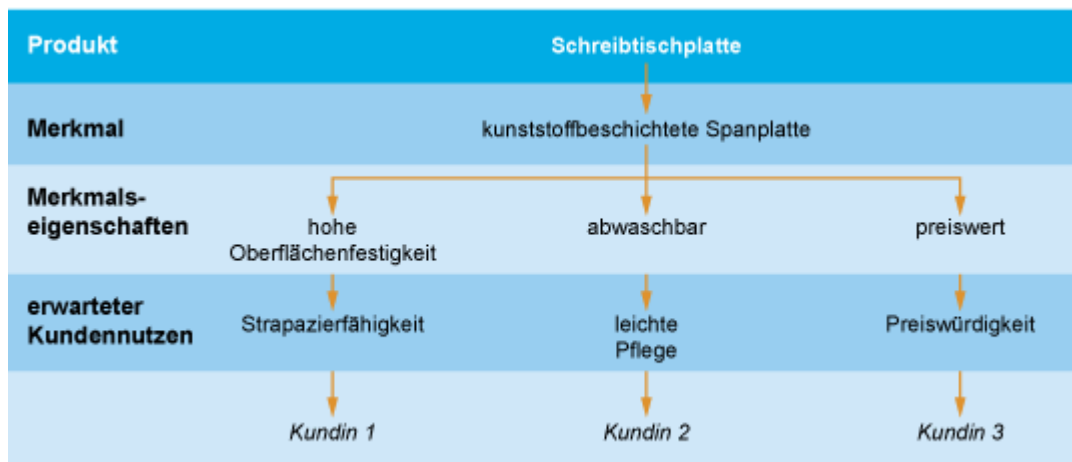 Produkt
Schreibtischplatte
Merkmal
kunststoffbeschichtete Spanplatte
Merkmals-
eigenschaften
hohe
Oberflächenfestigkeit
abwaschbar
preiswert
erwarteter
Kundennutzen
Strapazierfähigkeit
leichte
Pflege
Preiswürdigkeit
Kundin 1
Kundin 2
Kundin 3